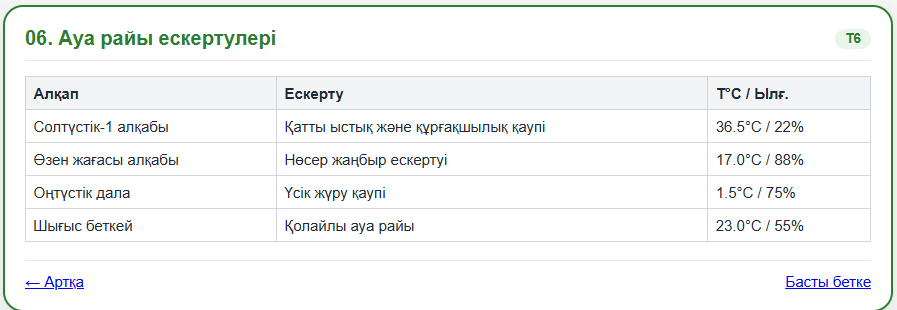 06. Ауа райы ескертулері T6
Алқап Ескерту T°C / Ылғ.
Солтүстік-1 алқабы Қатты ыстық және құрғақшылық қаупі 36.5°C / 22%
Өзен жағасы алқабы Нөсер жаңбыр ескертуі 17.0°C / 88%
Оңтүстік дала Үсік жүру қаупі 1.5°C / 75%
Шығыс беткей Қолайлы ауа райы 23.0°C / 55%
← Артқа Басты бетке